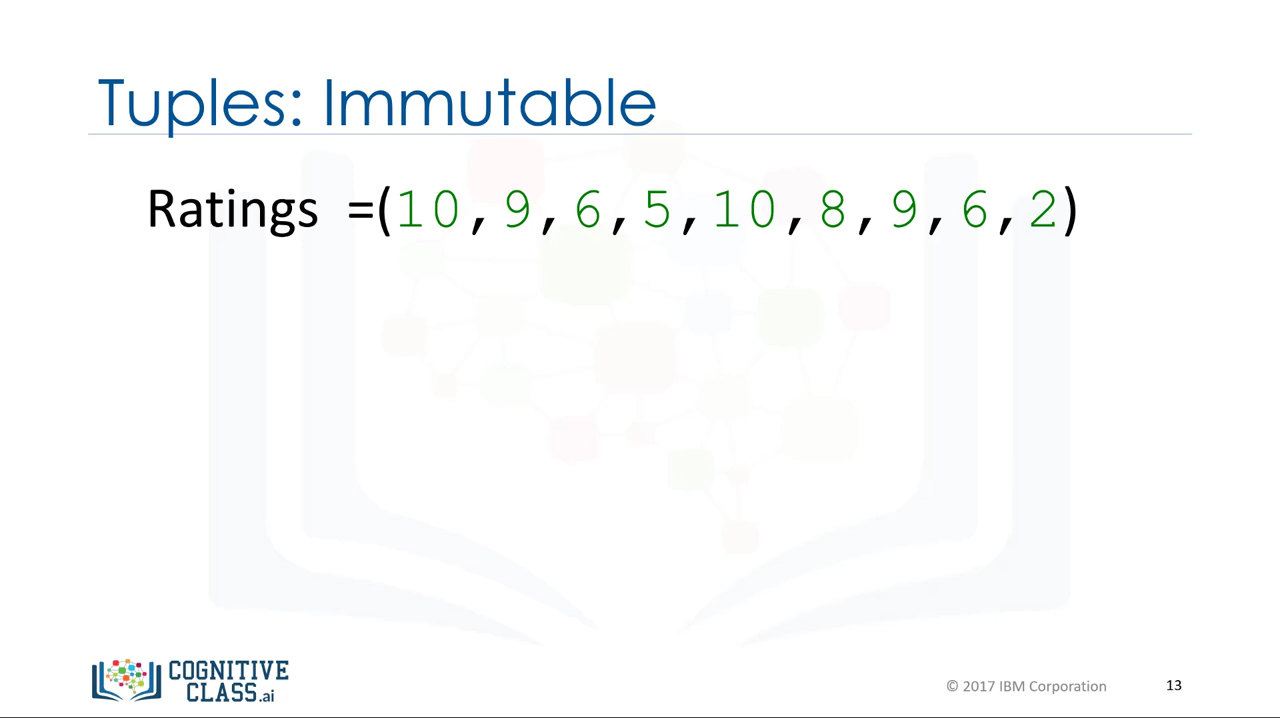 Tuples: Immutable
Ratings =(10,9,6,5,10,8,9,6,2)
COGNITIVE
CLASS.ai
© 2017 IBM Corporation
13